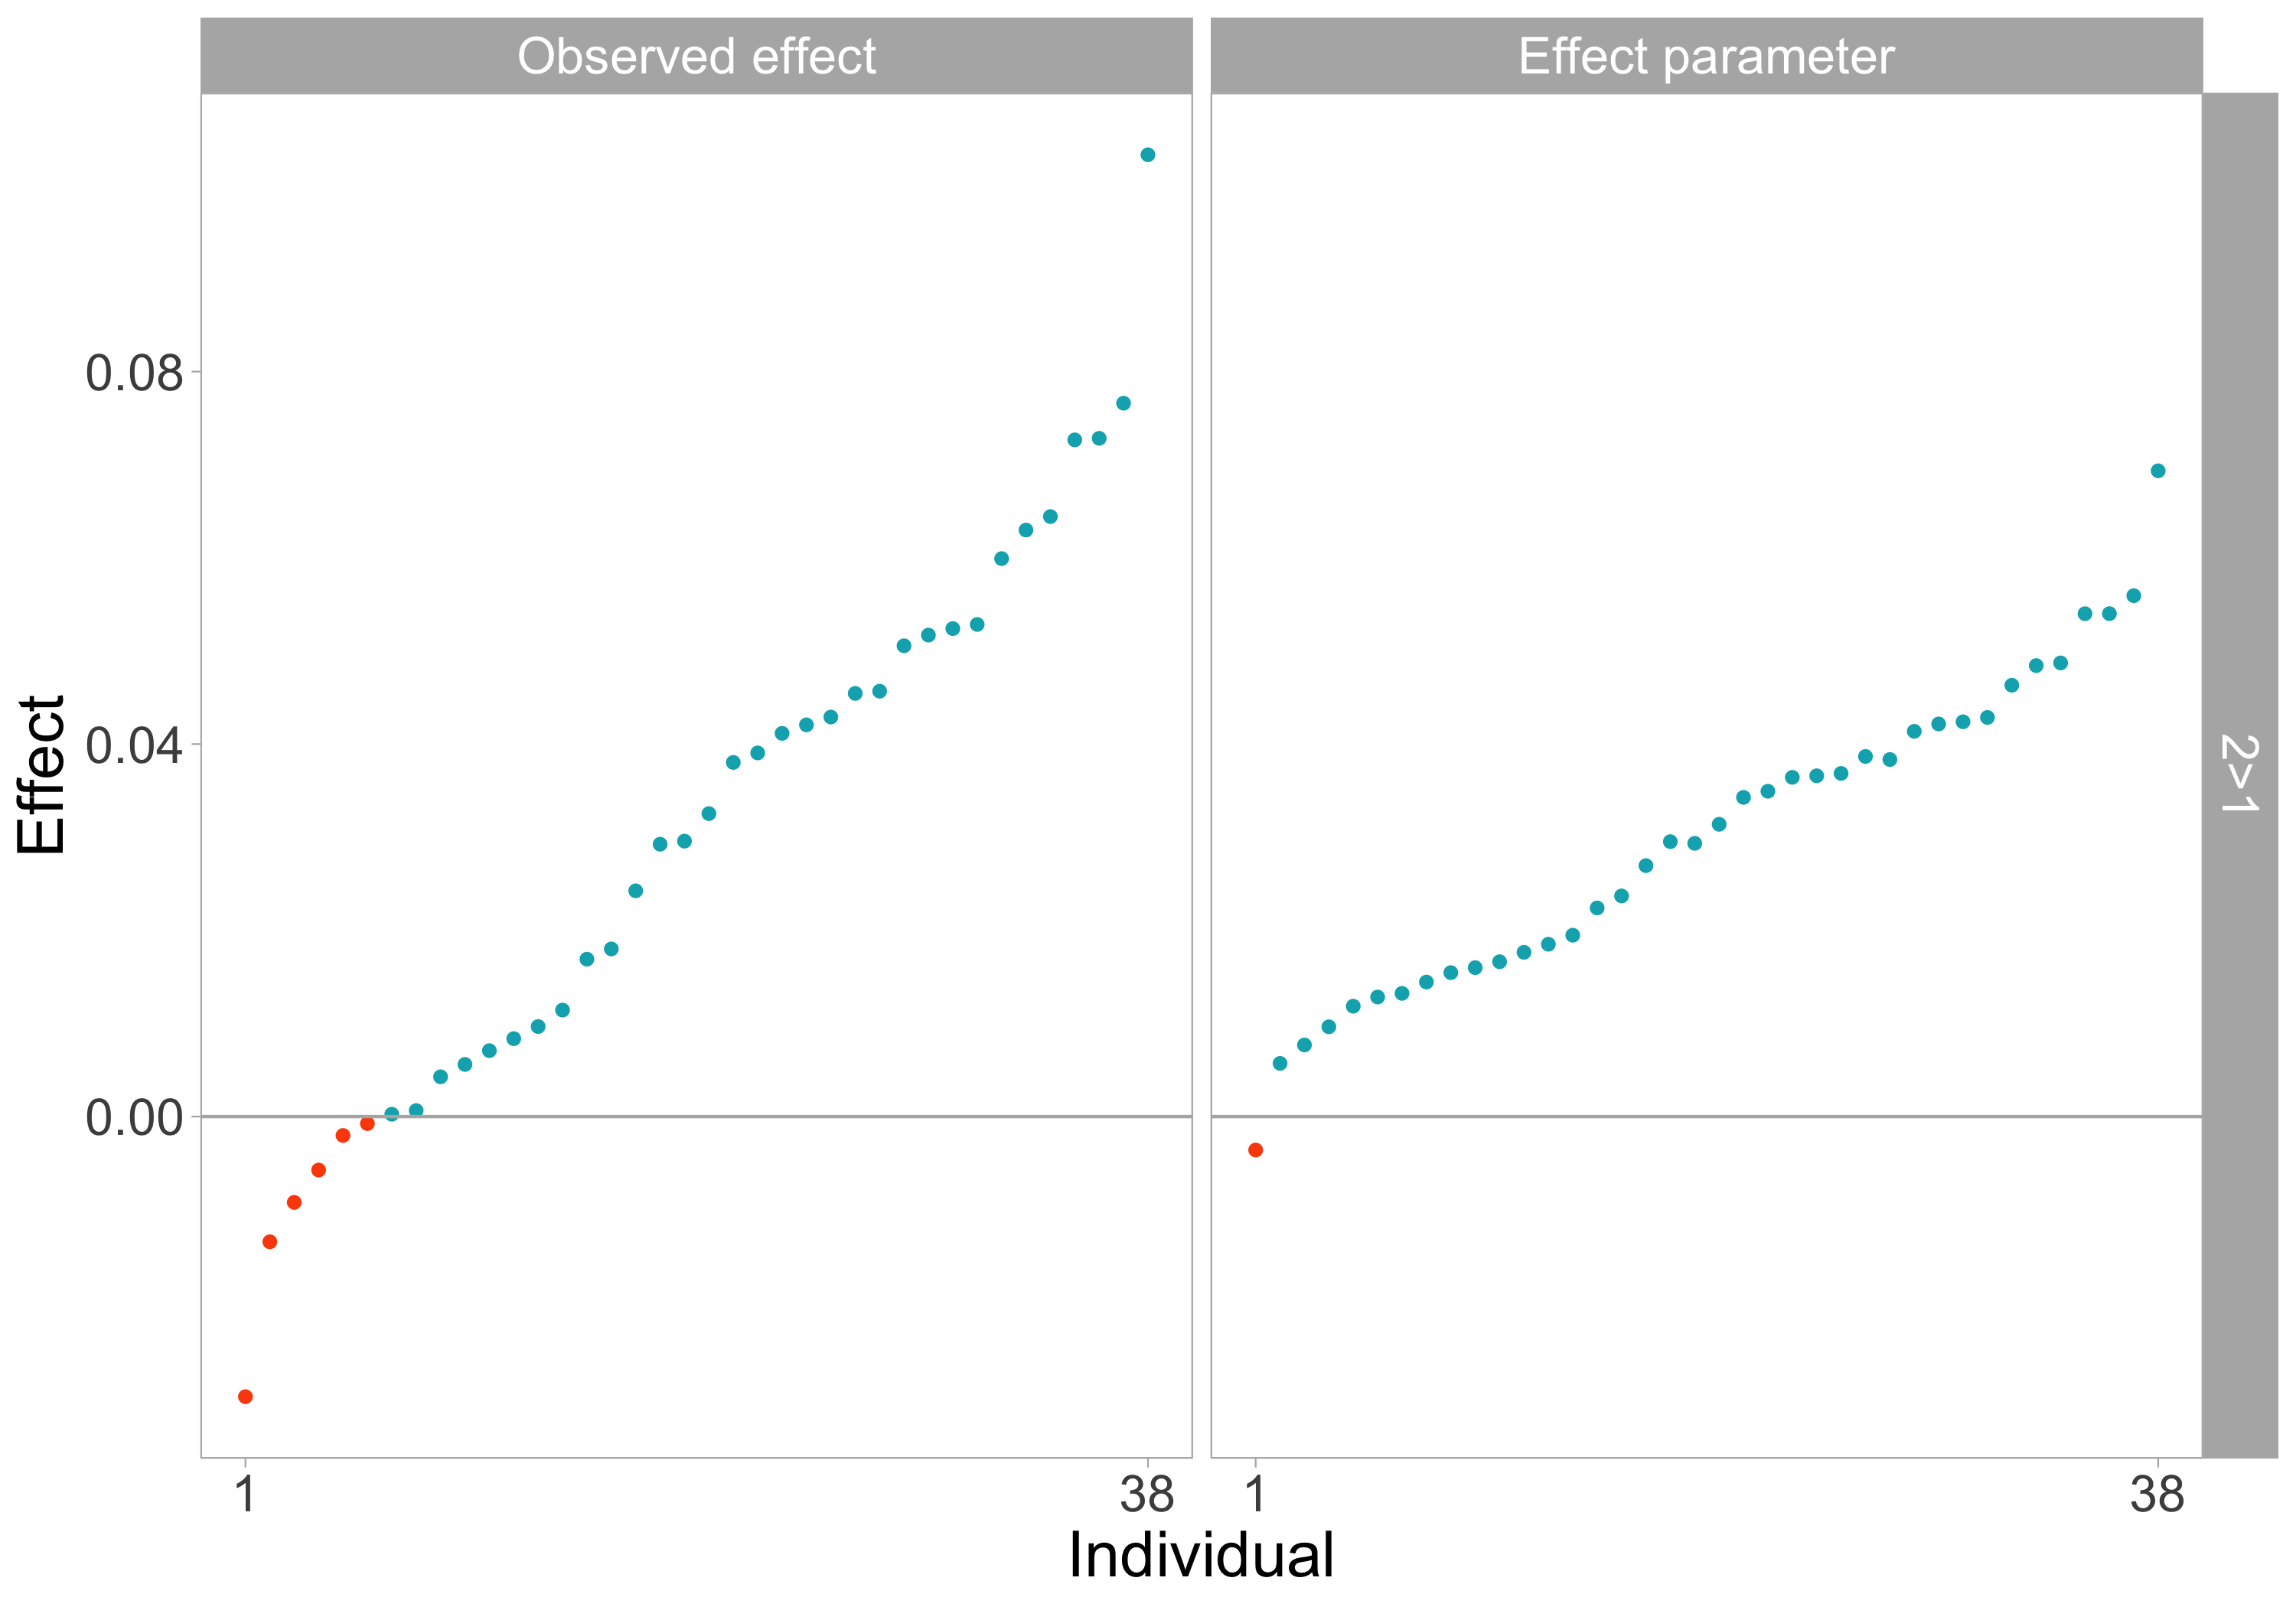 Observed effect
Effect parameter
Effect
0.08
0.04
0.00
2>1
1
38
1
38
Individual